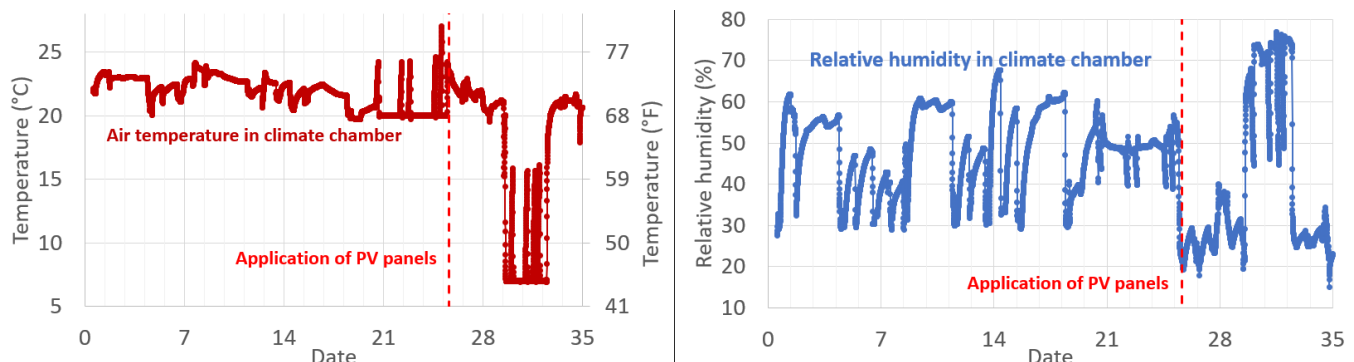 25
20
15
10
5
Temperature (°C)
77
68
59
50
41
Temperature (°F)
Air temperature in climate chamber
Application of PV panels
0 7 14 21 28 35
Date
80
70
60
50
40
30
20
10
Relative humidity (%)
Relative humidity in climate chamber
Application of PV panels
0 7 14 21 28 35
Date